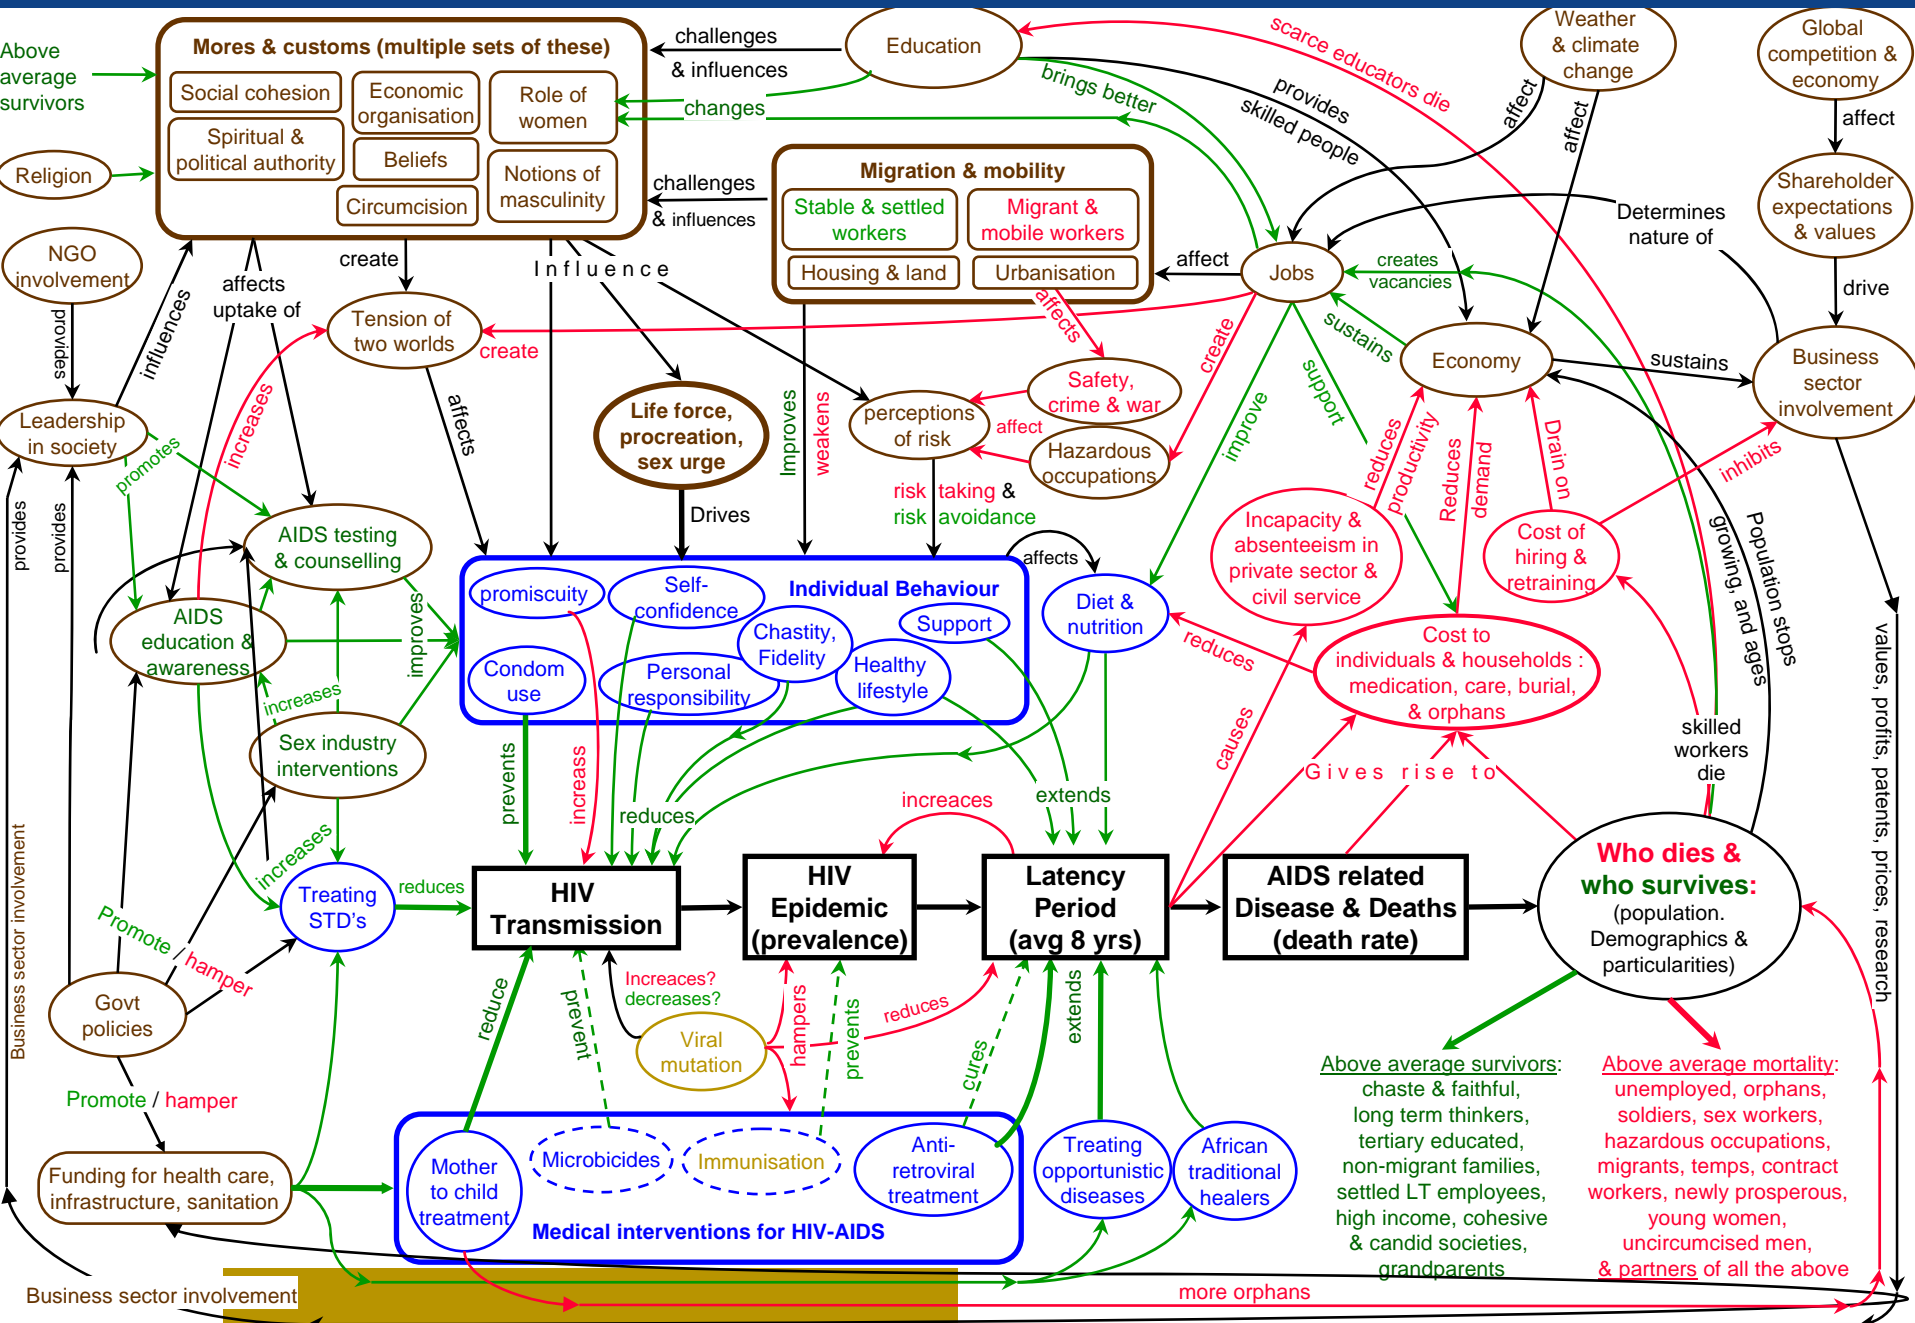 Above
average
survivors
Mores & customs (multiple sets of these)
Social cohesion
Economic
organisation
Role of
women
Spiritual &
political authority
Beliefs
Notions of
masculinity
Circumcision
Religion
challenges
& influences
changes
Education
brings better
provides
skilled people
scarce educators die
Weather
& climate
change
affect
affect
Global
competition &
economy
affect
Shareholder
expectations
& values
drive
Migration & mobility
Stable & settled
workers
Migrant &
mobile workers
Housing & land
Urbanisation
challenges
& influences
affect
Jobs
Determines
nature of
creates
vacancies
sustains
Economy
sustains
Business
sector
involvement
NGO
involvement
provides
influences
affects
uptake of
create
Influence
Tension of
two worlds
create
affects
create
Leadership
in society
promotes
increases
affects
Life force,
procreation,
sex urge
Drives
Improves
weakens
perceptions
of risk
affect
Safety,
crime & war
Hazardous
occupations
risk taking &
risk avoidance
improve
support
reduces
productivity
Reduces
demand
Drain on
inhibits
Incapacity &
absenteeism in
private sector &
civil service
Cost of
hiring &
retraining
Population stops
growing, and ages
provides
provides
AIDS testing
& counselling
AIDS
education &
awareness
improves
increases
Sex industry
interventions
increases
Individual Behaviour
promiscuity
Self-
confidence
Chastity,
Fidelity
Support
Condom
use
Personal
responsibility
Healthy
lifestyle
affects
Diet &
nutrition
reduces
Cost to
individuals & households :
medication, care, burial,
& orphans
causes
Gives rise to
skilled
workers
die
values, profits, patents, prices, research
prevents
increass
reduces
increaces
extends
Treating
STD's
reduces
HIV
Transmission
HIV
Epidemic
(prevalence)
Latency
Period
(avg 8 yrs)
AIDS related
Disease & Deaths
(death rate)
Who dies &
who survives:
(population.
Demographics &
particularities)
Business sector involvement
Promote / hamper
Govt
policies
Promote / hamper
reduce
prevent
Increaces?
decreases?
Viral
mutation
hampers
prevents
reduces
cures
extends
Funding for health care,
infrastructure, sanitation
Mother
to child
treatment
Microbicides
Immunisation
Anti-
retroviral
treatment
Medical interventions for HIV-AIDS
Treating
opportunistic
diseases
African
traditional
healers
Above average survivors:
chaste & faithful,
long term thinkers,
tertiary educated,
non-migrant families,
settled LT employees,
high income, cohesive
& candid societies,
grandparents
Above average mortality:
unemployed, orphans,
soldiers, sex workers,
hazardous occupations,
migrants, temps, contract
workers, newly prosperous,
young women,
uncircumcised men,
& partners of all the above
Business sector involvement
more orphans